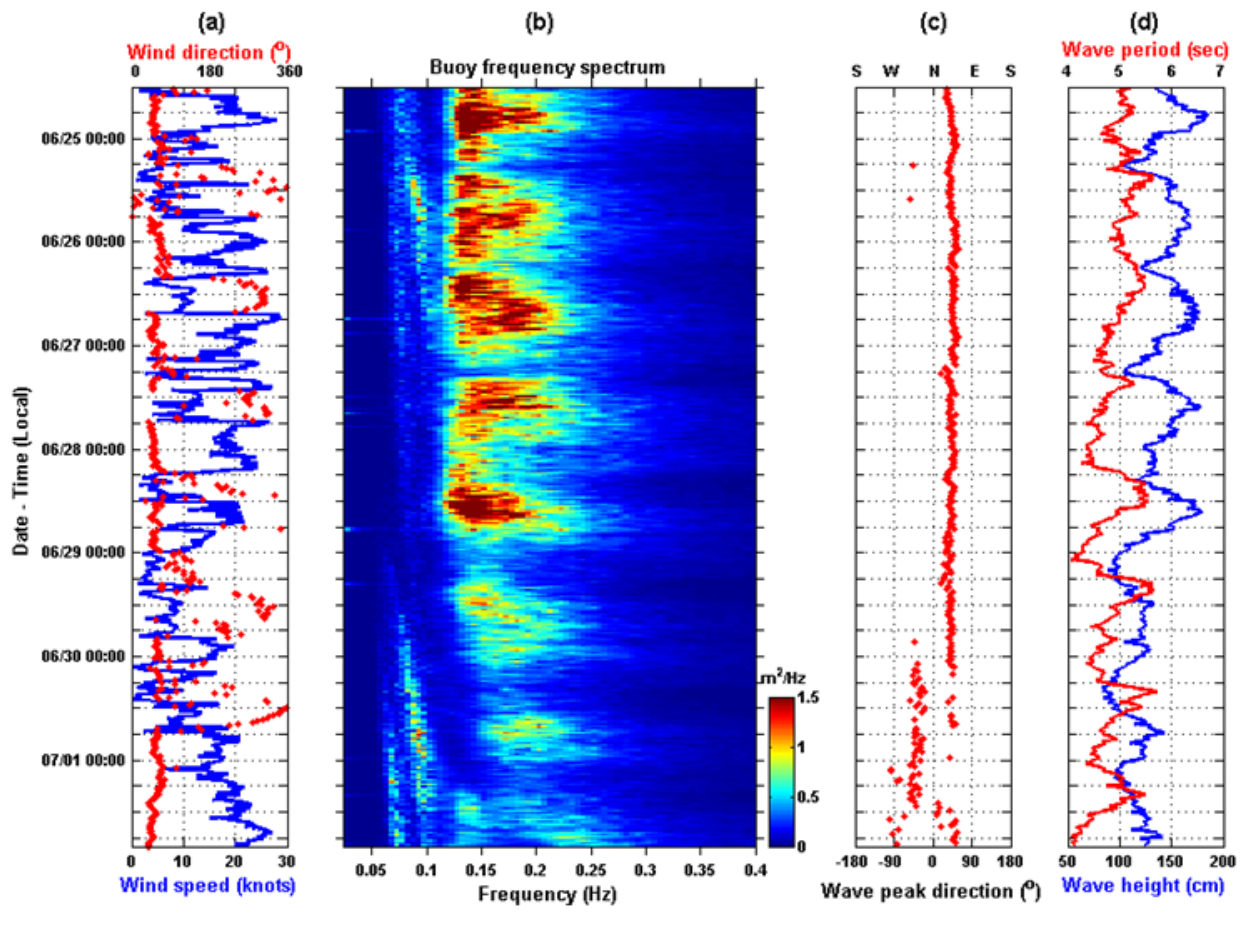 (a)
(b)
(c)
(d)
Wind direction (º)
0 180 360
Buoy frequency spectrum
S W N E S
Wave period (sec)
4 5 6 7
Date - Time (Local)
06/25 00:00
06/26 00:00
06/27 00:00
06/28 00:00
06/29 00:00
06/30 00:00
07/01 00:00
m²/Hz
1.5
1
0.5
0
0 10 20 30
Wind speed (knots)
0.05 0.1 0.15 0.2 0.25 0.3 0.35 0.4
Frequency (Hz)
-180 -90 0 90 180
Wave peak direction (º)
50 100 150 200
Wave height (cm)